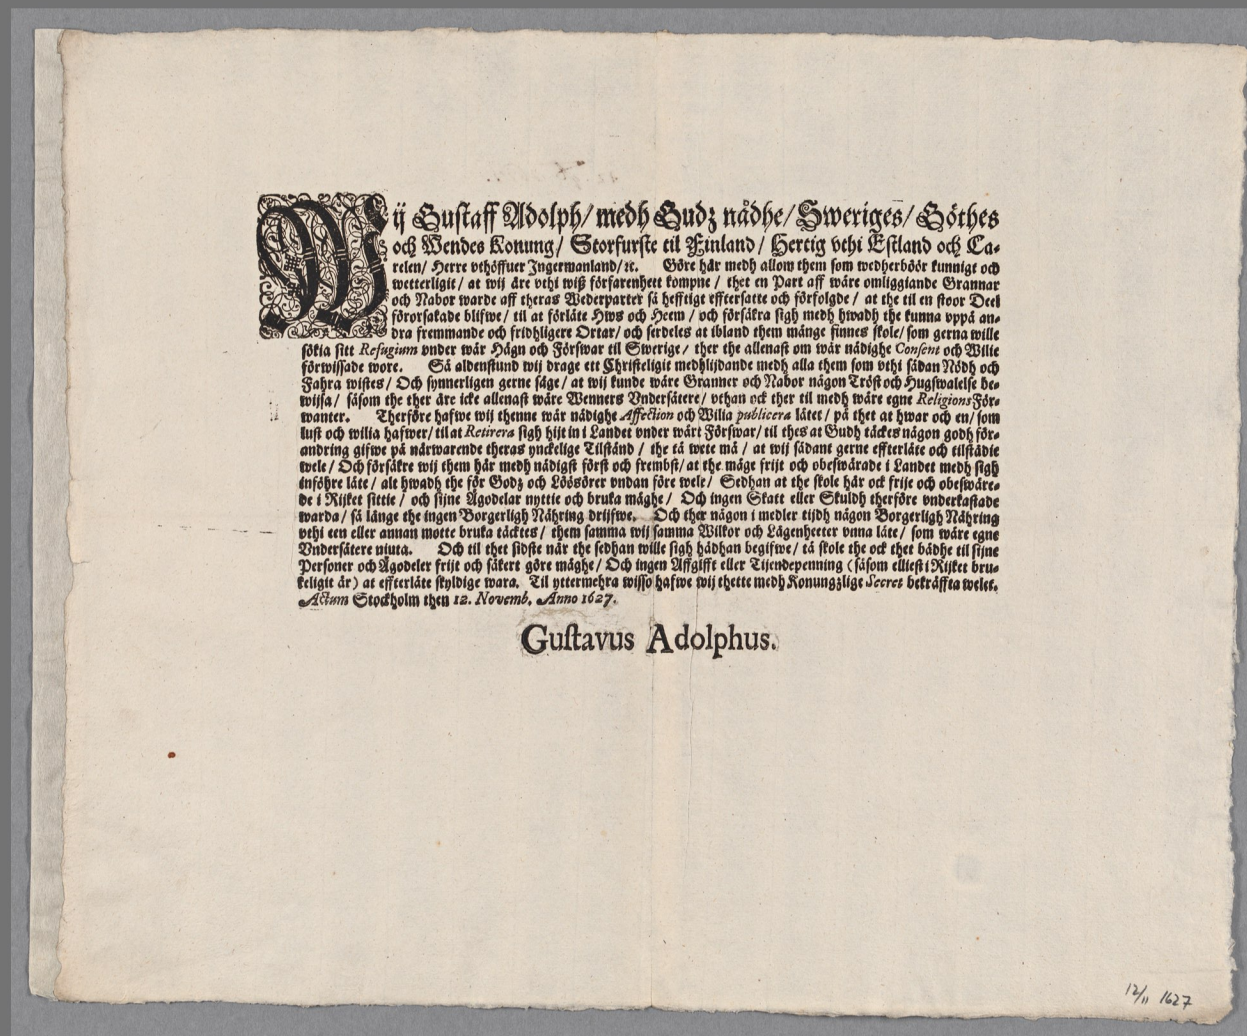 Wij Gustaff Adolph/ medh Gudz nådhe/ Sweriges/ Göthes
och Wendes Konung/ Storfurste til Finland/ Hertig vthi Estland och Ca-
relen/ Herre vthöffuer Ingermanland/ ꝛc. Göre här medh allom them som wedherböör kunnigt och
wetterligit/ at wij äre vthi wiß förfarenheet kompne/ thet en Part aff wåre omliggiande Grannar
och Nabor warde aff theras Wederparter så hefftigt efftersatte och förfolgde/ at the til en stoor Deel
förorsakade blifwe/ til at förläte Hws och Heem/ och försäkra sigh medh hwadh the kunna vppå an-
dra fremmande och fridhligere Ortar/ och serdeles at ibland them månge finnes skole/ som gerna wille
sökia sitt Refugium vnder wår Hägn och Förswar til Swerige/ ther the allenast om wår nådighe Consent och Wilie
förwissade wore. Så aldenstund wij drage ett Christeligit medhlijdande medh alla them som vthi sådan Nödh och
Fahra wistes/ Och synnerligen gerne såge/ at wij kunde wåre Granner och Nabor någon Tröst och Hugswalelse be-
wijsa/ såsom the ther äre icke allenast wåre Wenners Vndersåtere/ vthan ock ther til medh wåre egne Religions För-
wanter. Therföre hafwe wij thenne wår nådighe Affection och Wilia publicera låtet/ på thet at hwar och en/ som
lust och wilia hafwer/ til at Retirera sigh hijt in i Landet vnder wårt Förswar/ til thes at Gudh täckes någon godh för-
andring gifwe på närwarende theras ynckelige Tilstånd/ the tå wete må/ at wij sådant gerne effterläte och tilstädie
wele/ Och försäkre wij them här medh nådigst först och frembst/ at the måge frijt och obeswärade i Landet medh sigh
införe låte/ alt hwadh the för Godz och Löösörer vndan före wele/ Sedhan at the skole här ock frije och obeswäre-
de i Rijket sittie/ och sijne Ägodelar nyttie och bruka måghe/ Och ingen Skatt eller Skuldh therföre vnderkastade
warda/ så länge the ingen Borgerligh Nähring drijfwe. Och ther någon i medler tijdh någon Borgerligh Nähring
vthi een eller annan motte bruka täcktes/ them samma wij samma Wilkor och Lägenheeter vnna låte/ som wåre egne
Vndersåtere niuta. Och til thet sidste när the sedhan wille sigh hädhan begifwe/ tå skole the ock thet bådhe til sijne
Personer och Ägodeler frijt och säkert göre måghe/ Och ingen Affgifft eller Tijendepenning (såsom elliest i Rijket bru-
keligit är) at effterläte skyldige wara. Til yttermehra wisso hafwe wij thette medh Konungzlige Secret bekräffta welet.
Actum Stockholm then 12. Novemb. Anno 1627.
Gustavus Adolphus.
12/11 1627